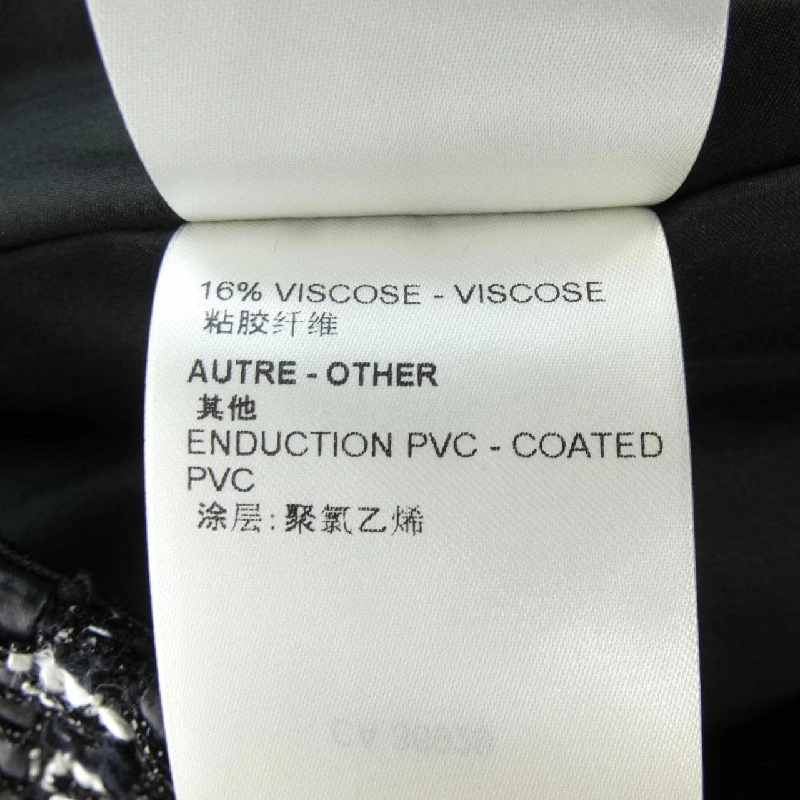 16% VISCOSE - VISCOSE
粘胶纤维
AUTRE - OTHER
其他
ENDUCTION PVC - COATED
PVC
涂层:聚氯乙烯